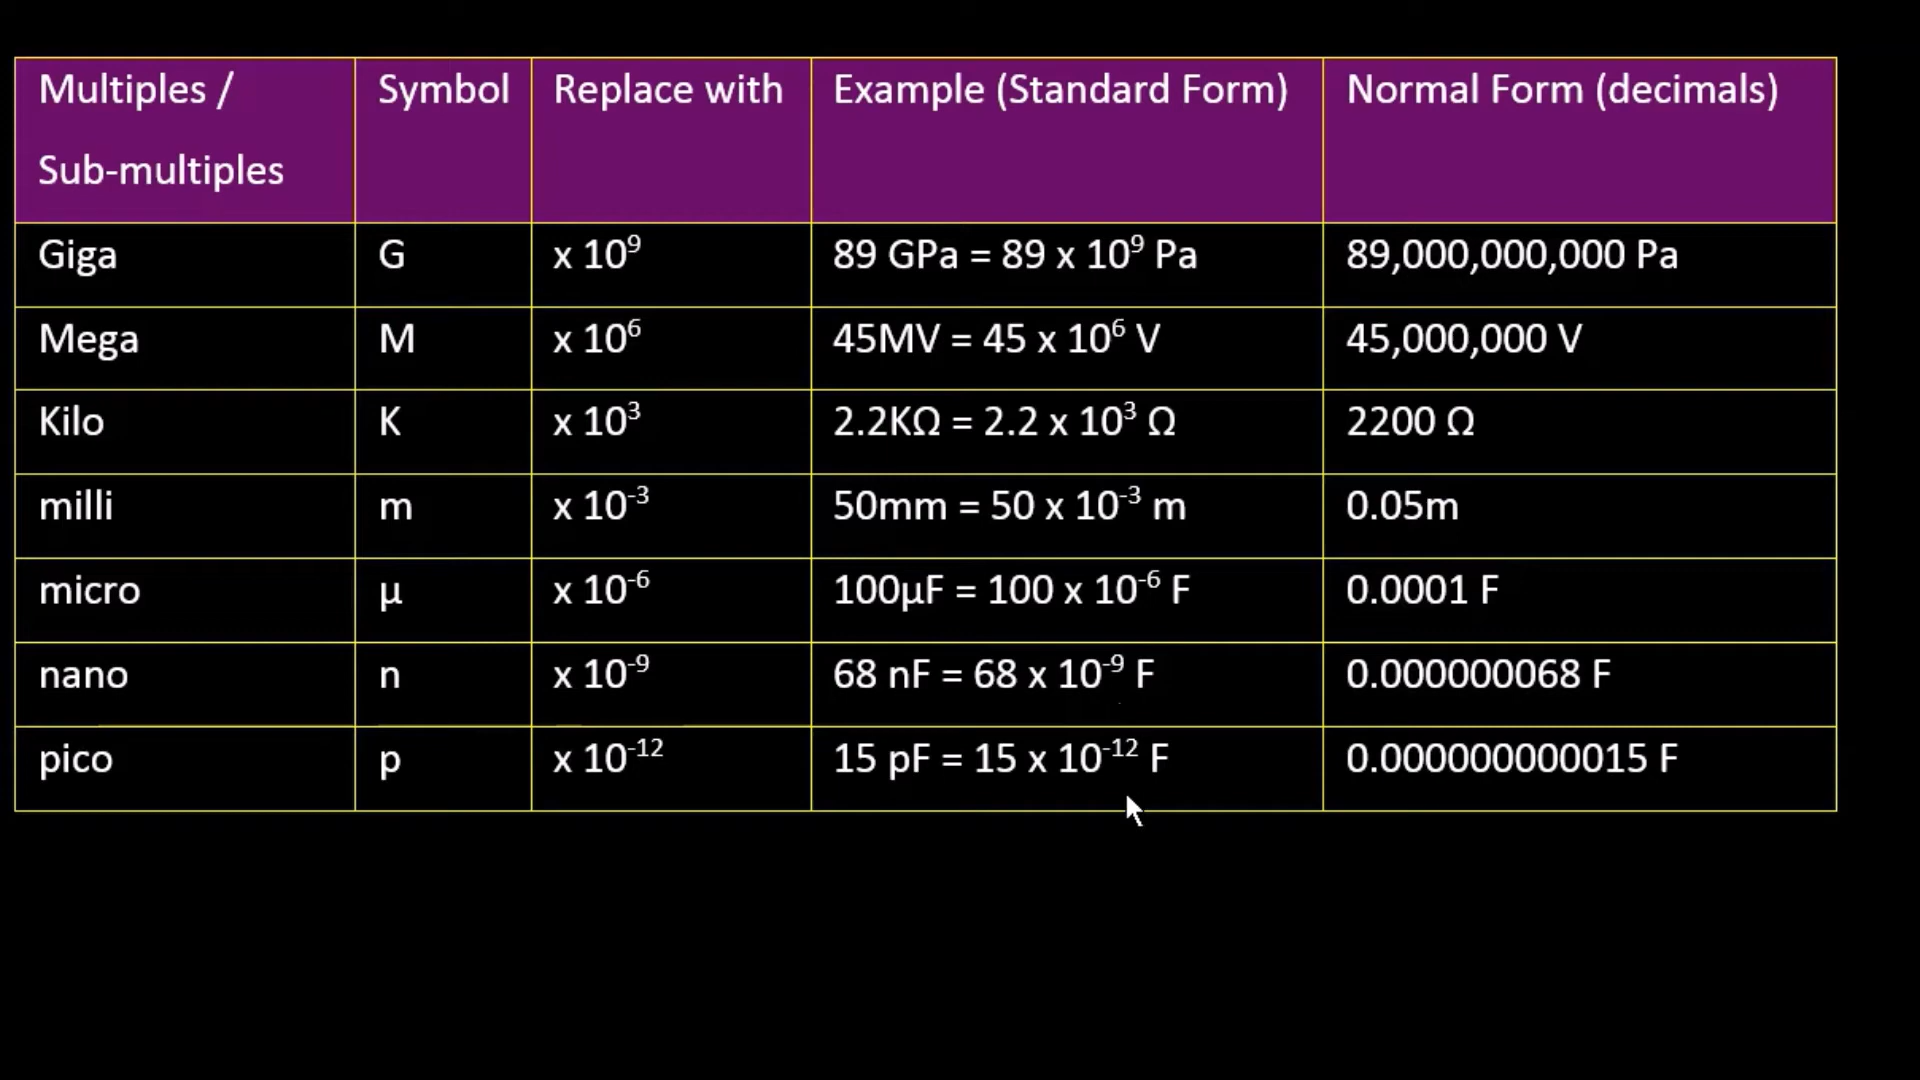 Multiples / Symbol Replace with Example (Standard Form) Normal Form (decimals)
Sub-multiples
Giga G x 10⁹ 89 GPa = 89 x 10⁹ Pa 89,000,000,000 Pa
Mega M x 10⁶ 45MV = 45 x 10⁶ V 45,000,000 V
Kilo K x 10³ 2.2KΩ = 2.2 x 10³ Ω 2200 Ω
milli m x 10⁻³ 50mm = 50 x 10⁻³ m 0.05m
micro µ x 10⁻⁶ 100µF = 100 x 10⁻⁶ F 0.0001 F
nano n x 10⁻⁹ 68 nF = 68 x 10⁻⁹ F 0.000000068 F
pico p x 10⁻¹² 15 pF = 15 x 10⁻¹² F 0.000000000015 F